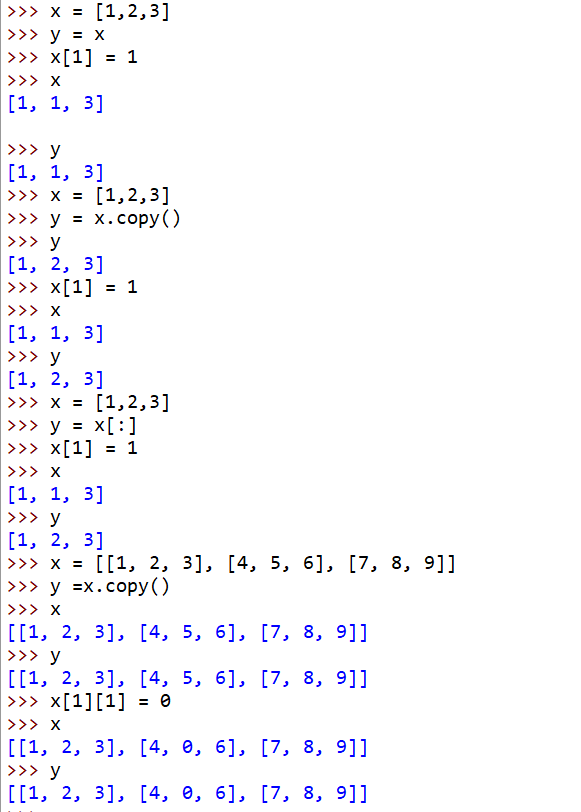 >>> x = [1,2,3]
>>> y = x
>>> x[1] = 1
>>> x
[1, 1, 3]
>>> y
[1, 1, 3]
>>> x = [1,2,3]
>>> y = x.copy()
>>> y
[1, 2, 3]
>>> x[1] = 1
>>> x
[1, 1, 3]
>>> y
[1, 2, 3]
>>> x = [1,2,3]
>>> y = x[:]
>>> x[1] = 1
>>> x
[1, 1, 3]
>>> y
[1, 2, 3]
>>> x = [[1, 2, 3], [4, 5, 6], [7, 8, 9]]
>>> y =x.copy()
>>> x
[[1, 2, 3], [4, 5, 6], [7, 8, 9]]
>>> y
[[1, 2, 3], [4, 5, 6], [7, 8, 9]]
>>> x[1][1] = 0
>>> x
[[1, 2, 3], [4, 0, 6], [7, 8, 9]]
>>> y
[[1, 2, 3], [4, 0, 6], [7, 8, 9]]